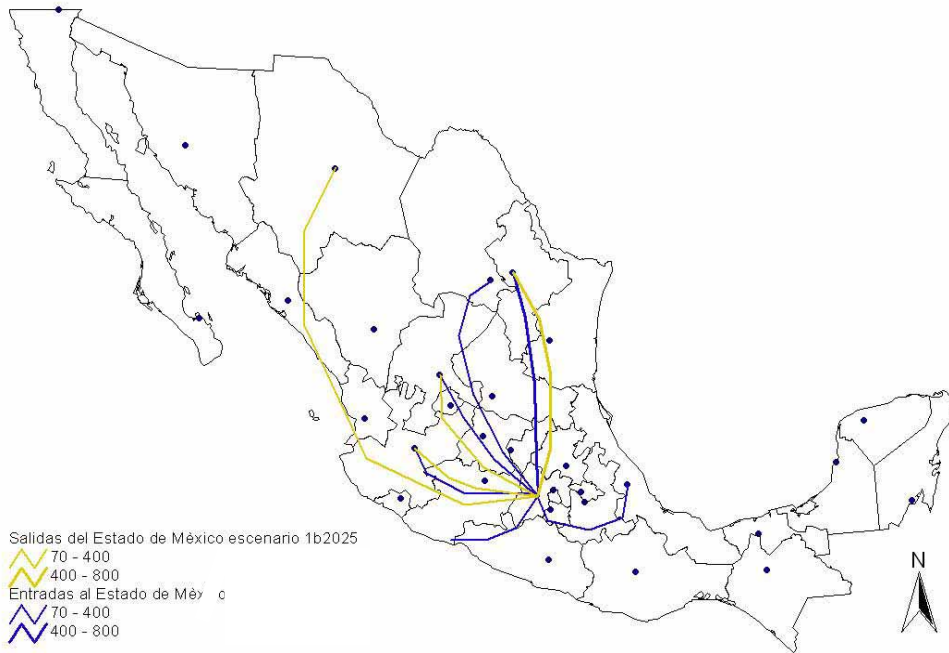 Salidas del Estado de México escenario 1b2025
70 - 400
400 - 800
Entradas al Estado de
70 - 400
400 - 800
N